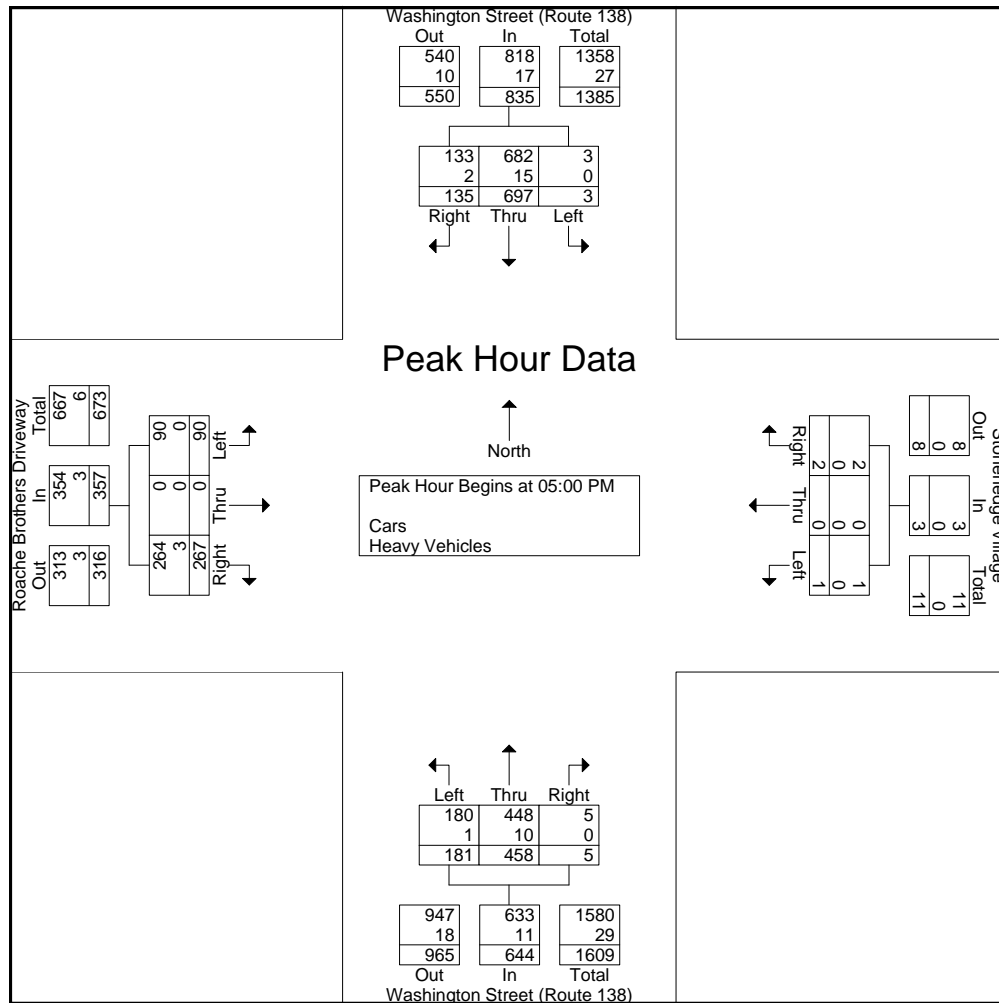 Washington Street (Route 138)
Out In Total
540 818 1358
10 17 27
550 835 1385
133 682 3
2 15 0
135 697 3
Right Thru Left
Peak Hour Data
North
Peak Hour Begins at 05:00 PM
Cars
Heavy Vehicles
Roache Brothers Driveway
Total In Out
667 354 313
6 3 3
673 357 316
Left Thru Right
90 0 264
0 0 3
90 0 267
Stonehedge Village
Out In Total
8 3 11
0 0 0
8 3 11
Right Thru Left
2 0 1
0 0 0
2 0 1
Left Thru Right
180 448 5
1 10 0
181 458 5
947 633 1580
18 11 29
965 644 1609
Out In Total
Washington Street (Route 138)